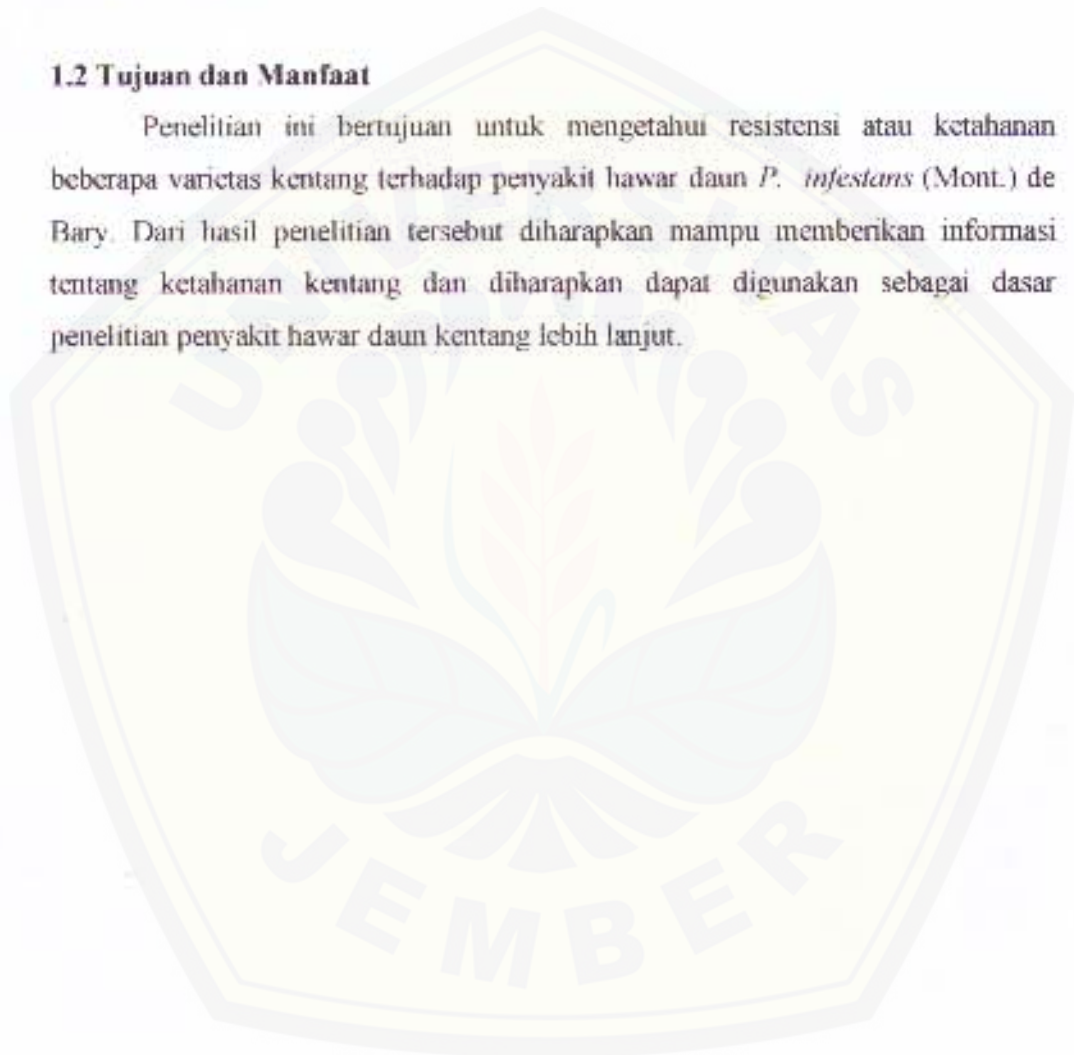 1.2 Tujuan dan Manfaat
Penelitian ini bertujuan untuk mengetahui resistensi atau ketahanan
beberapa varietas kentang terhadap penyakit hawar daun P. infestans (Mont.) de
Bary. Dari hasil penelitian tersebut diharapkan mampu memberikan informasi
tentang ketahanan kentang dan diharapkan dapat digunakan sebagai dasar
penelitian penyakit hawar daun kentang lebih lanjut.
UNIVERSITAS
JEMBER